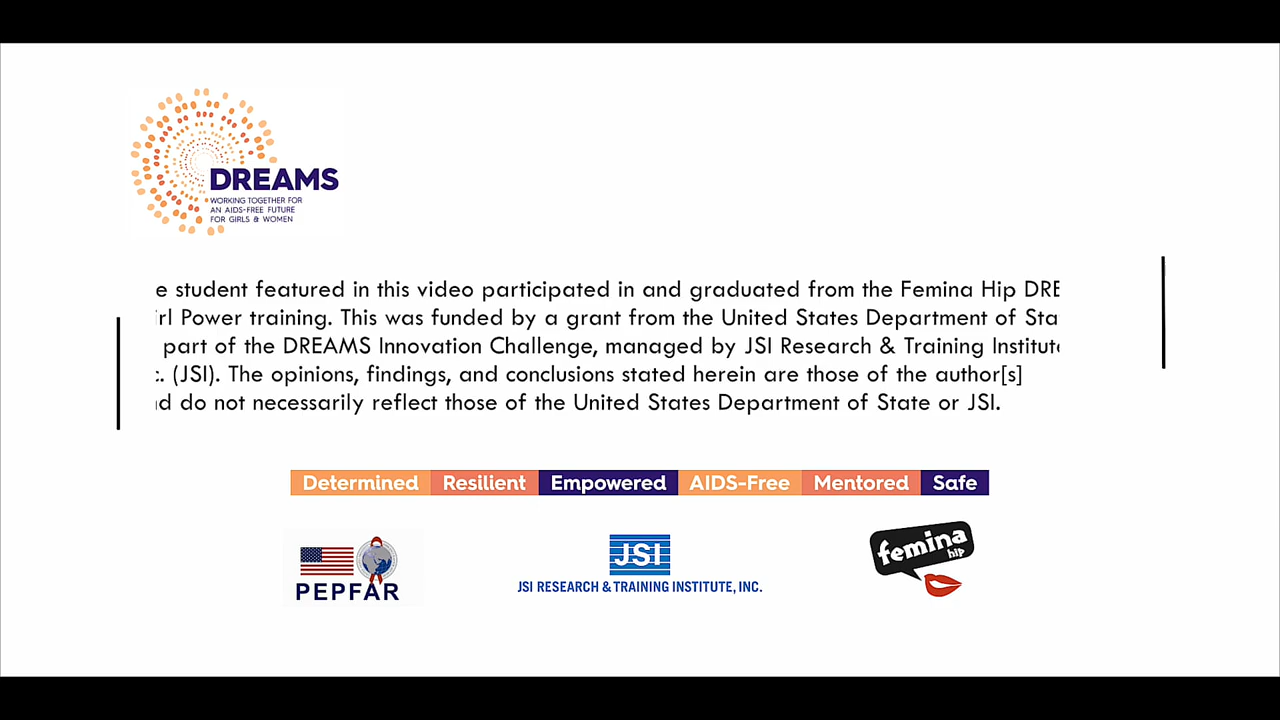 DREAMS
WORKING TOGETHER FOR
AN AIDS-FREE FUTURE
FOR GIRLS & WOMEN
e student featured in this video participated in and graduated from the Femina Hip DRE
rl Power training. This was funded by a grant from the United States Department of Sta
part of the DREAMS Innovation Challenge, managed by JSI Research & Training Institut
c. (JSI). The opinions, findings, and conclusions stated herein are those of the author[s]
d do not necessarily reflect those of the United States Department of State or JSI.
Determined Resilient Empowered AIDS-Free Mentored Safe
PEPFAR
JSI
JSI RESEARCH & TRAINING INSTITUTE, INC.
femina
hip